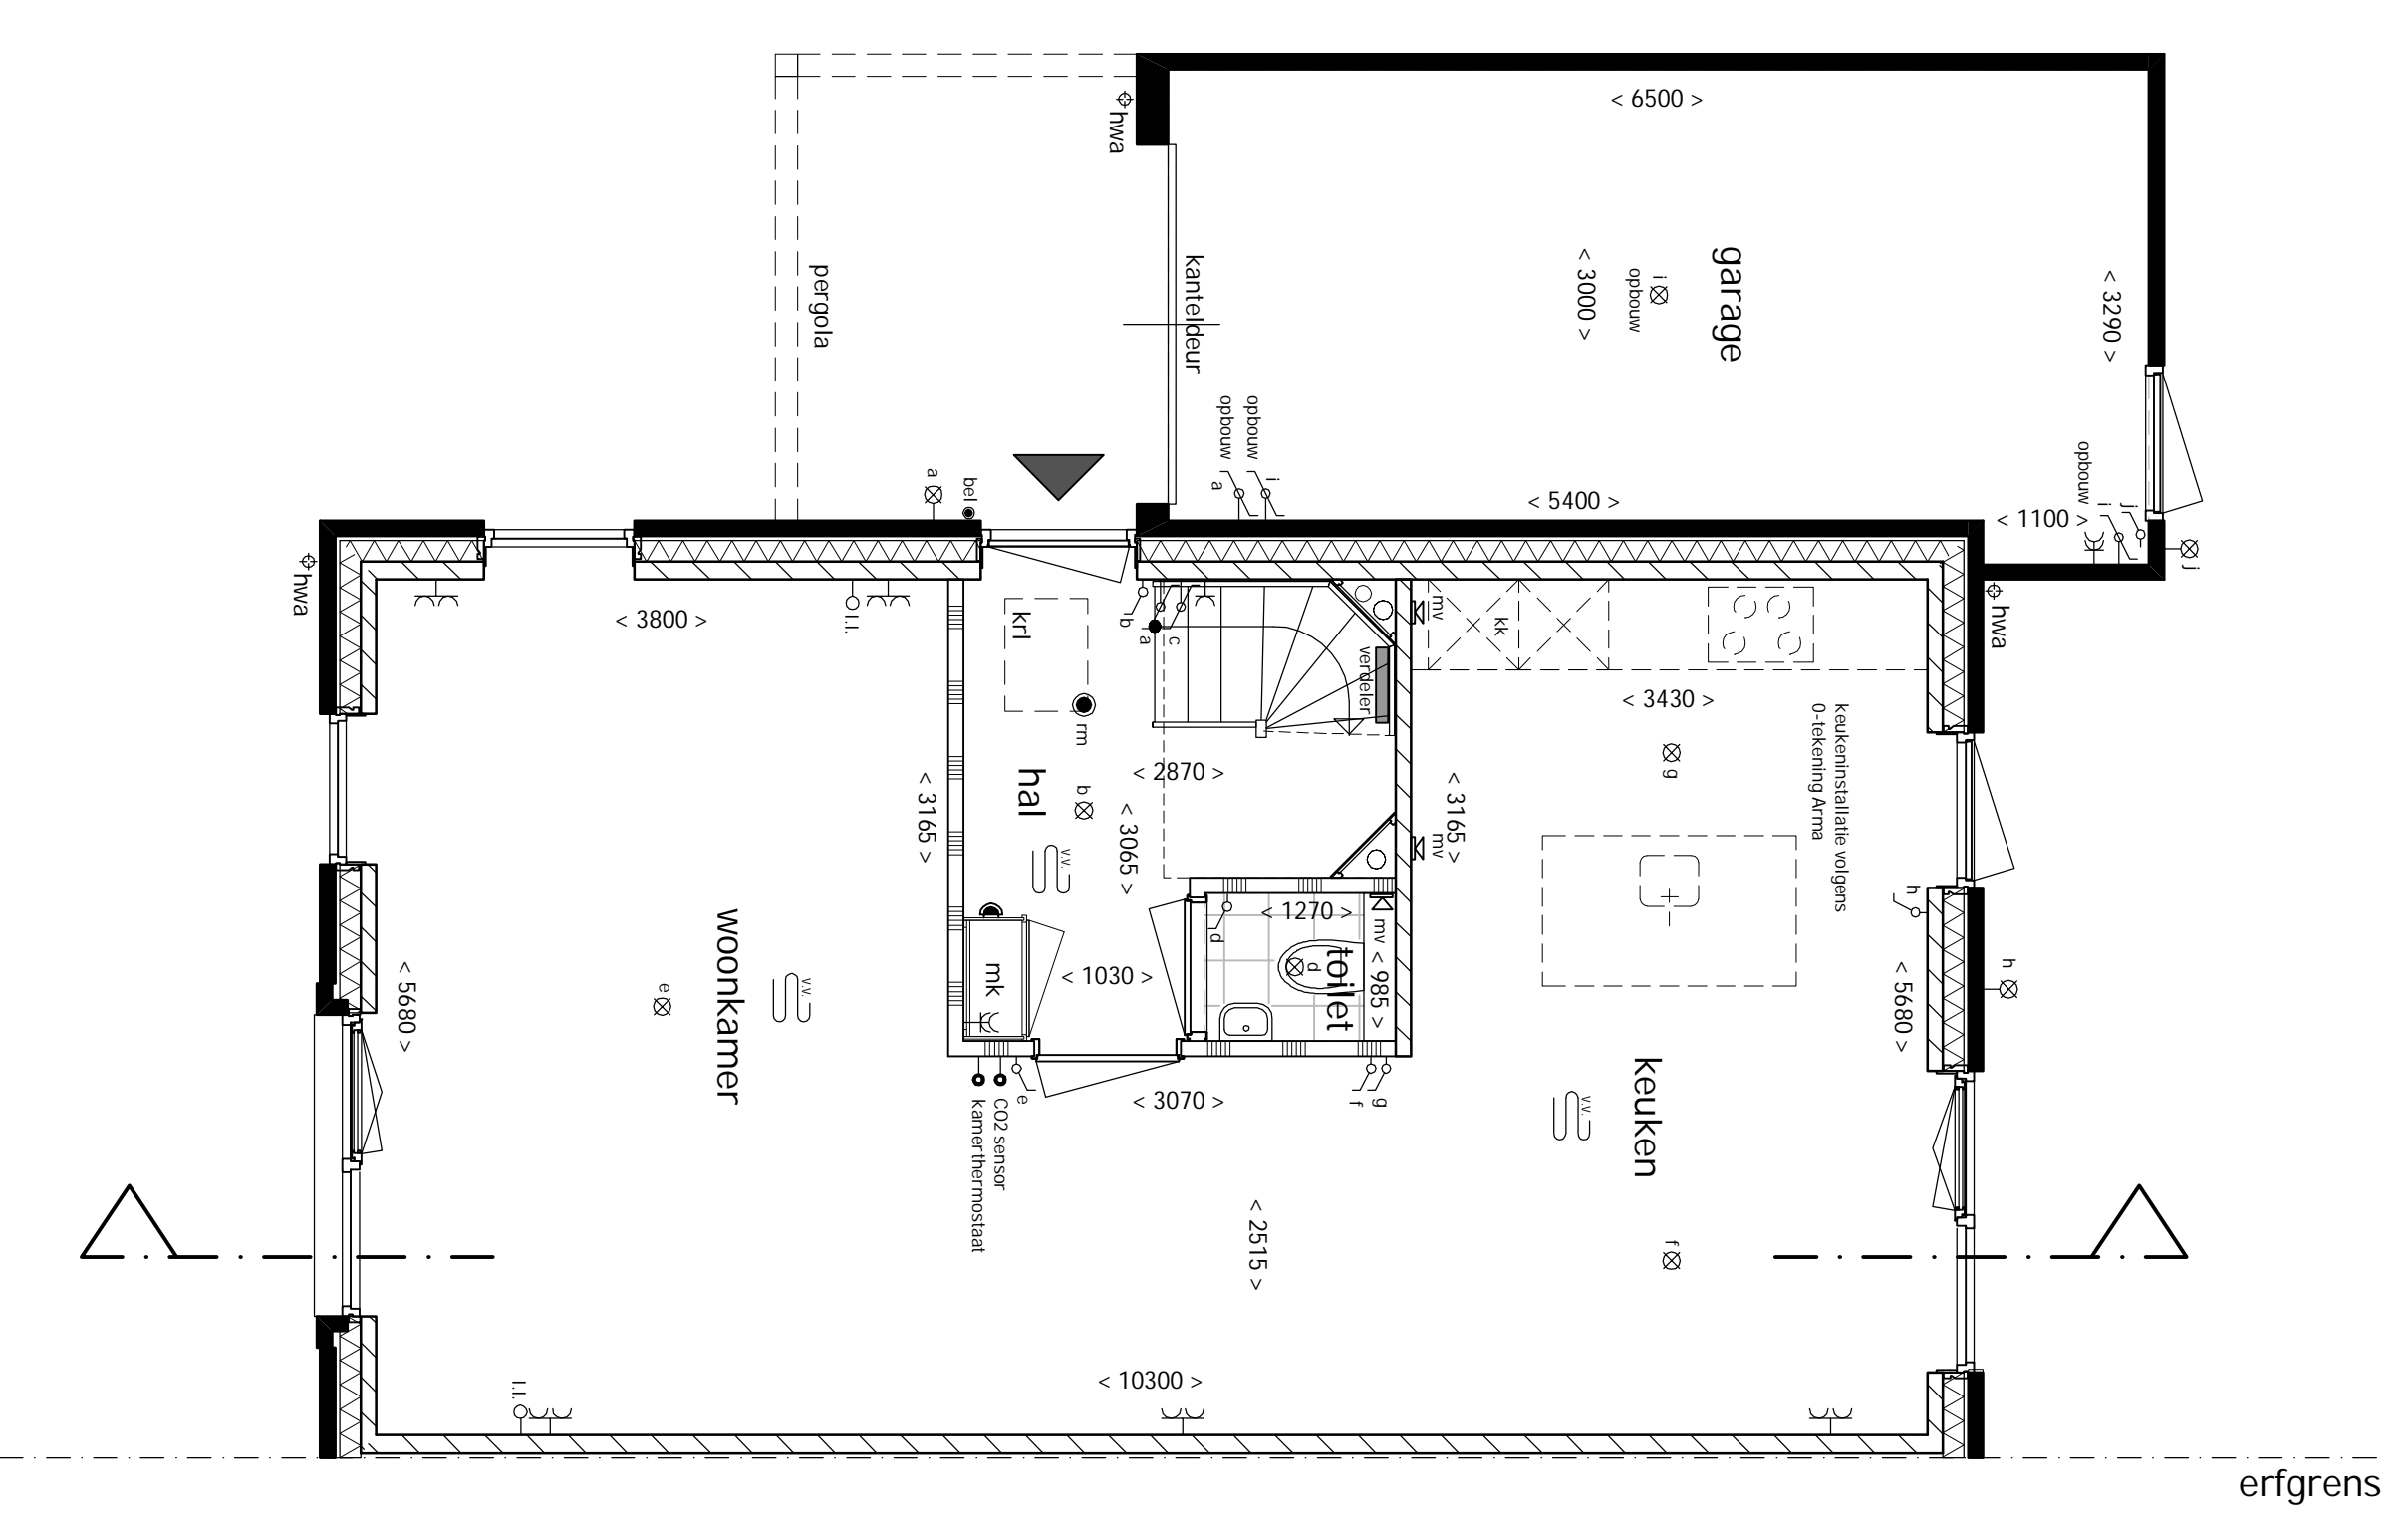 < 6500 >
hwa
kanteldeur
pergola
garage
< 3000 >
i
opbouw
< 3290 >
opbouw
opbouw
a
i
< 5400 >
opbouw
i
j
< 1100 >
j
a
bel
hwa
hwa
< 3800 >
l.l.
krl
rm
b
a
c
verdeler
mv
kk
< 3430 >
keukeninstallatie volgens
0-tekening Arma
g
hal
b
< 2870 >
< 3065 >
< 3165 >
< 3165 >
mv
v.v.
h
h
woonkamer
e
v.v.
< 5680 >
mk
< 1030 >
< 1270 >
d
d
toilet
mv
< 985 >
< 5680 >
keuken
v.v.
e
CO2 sensor
kamerthermostaat
< 3070 >
f
g
< 2515 >
f
< 10300 >
l.l.
erfgrens